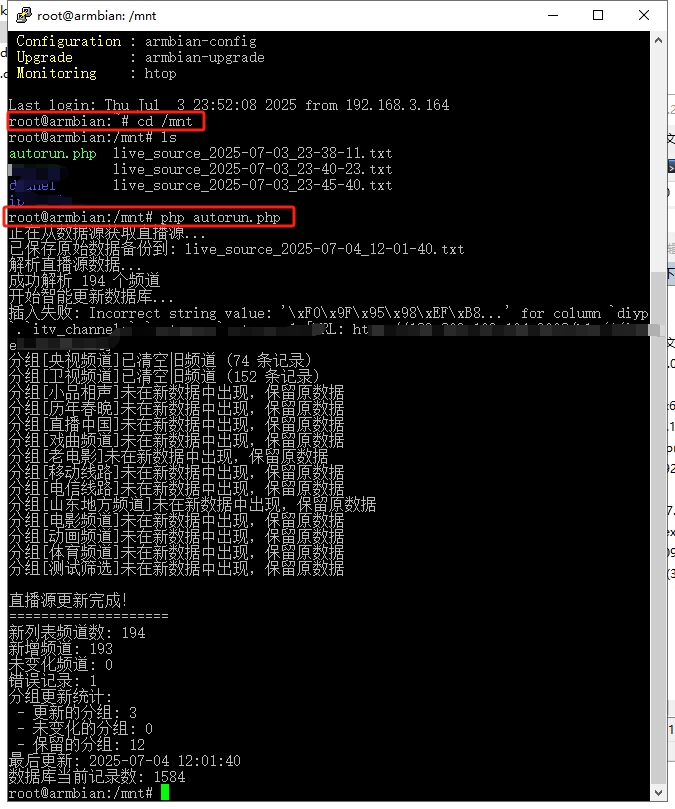 root@armbian: /mnt
Configuration : armbian-config
Upgrade : armbian-upgrade
Monitoring : htop
Last login: Thu Jul 3 23:52:08 2025 from 192.168.3.164
root@armbian:~# cd /mnt
root@armbian:/mnt# ls
autorun.php live_source_2025-07-03_23-38-11.txt
live_source_2025-07-03_23-40-23.txt
live_source_2025-07-03_23-45-40.txt
root@armbian:/mnt# php autorun.php
正在从数据源获取直播源...
已保存原始数据备份到: live_source_2025-07-04_12-01-40.txt
解析直播源数据...
成功解析 194 个频道
开始智能更新数据库...
插入失败: Incorrect string value: '\xF0\x9F\x95\x98\xEF\xB8...' for column `diyp
分组[央视频道]已清空旧频道 (74 条记录)
分组[卫视频道]已清空旧频道 (152 条记录)
分组[小品相声]未在新数据中出现，保留原数据
分组[历年春晚]未在新数据中出现，保留原数据
分组[直播中国]未在新数据中出现，保留原数据
分组[戏曲频道]未在新数据中出现，保留原数据
分组[老电影]未在新数据中出现，保留原数据
分组[移动线路]未在新数据中出现，保留原数据
分组[电信线路]未在新数据中出现，保留原数据
分组[山东地方频道]未在新数据中出现，保留原数据
分组[电影频道]未在新数据中出现，保留原数据
分组[动画频道]未在新数据中出现，保留原数据
分组[体育频道]未在新数据中出现，保留原数据
分组[测试筛选]未在新数据中出现，保留原数据
直播源更新完成!
====================
新列表频道数: 194
新增频道: 193
未变化频道: 0
错误记录: 1
分组更新统计:
- 更新的分组: 3
- 未变化的分组: 0
- 保留的分组: 12
最后更新: 2025-07-04 12:01:40
数据库当前记录数: 1584
root@armbian:/mnt#